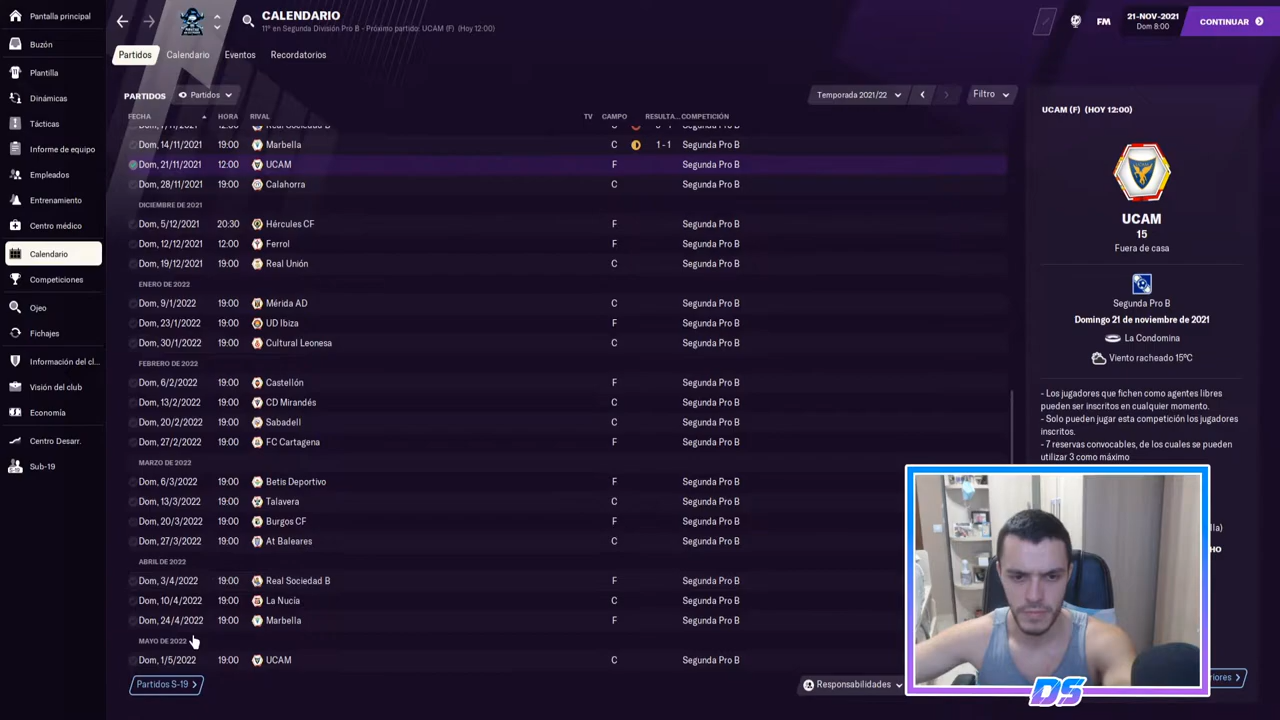 Pantalla principal
CALENDARIO
11º en Segunda División Pro B - Próximo partido: UCAM (F) (Hoy 12:00)
FM
21-NOV-2021
Dom 8:00
CONTINUAR
Buzón
Plantilla
Dinámicas
Tácticas
Informe de equipo
Empleados
Entrenamiento
Centro médico
Calendario
Competiciones
Ojeo
Fichajes
Información del cl...
Visión del club
Economía
Centro Desarr.
Sub-19
Partidos
Calendario
Eventos
Recordatorios
PARTIDOS
Partidos
Temporada 2021/22
Filtro
FECHA HORA RIVAL TV CAMPO RESULTA... COMPETICIÓN
Real Sociedad B
Dom, 14/11/2021 19:00 Marbella C 1 - 1 Segunda Pro B
Dom, 21/11/2021 12:00 UCAM F Segunda Pro B
Dom, 28/11/2021 19:00 Calahorra C Segunda Pro B
DICIEMBRE DE 2021
Dom, 5/12/2021 20:30 Hércules CF F Segunda Pro B
Dom, 12/12/2021 12:00 Ferrol F Segunda Pro B
Dom, 19/12/2021 19:00 Real Unión C Segunda Pro B
ENERO DE 2022
Dom, 9/1/2022 19:00 Mérida AD C Segunda Pro B
Dom, 23/1/2022 19:00 UD Ibiza F Segunda Pro B
Dom, 30/1/2022 19:00 Cultural Leonesa C Segunda Pro B
FEBRERO DE 2022
Dom, 6/2/2022 19:00 Castellón F Segunda Pro B
Dom, 13/2/2022 19:00 CD Mirandés C Segunda Pro B
Dom, 20/2/2022 19:00 Sabadell C Segunda Pro B
Dom, 27/2/2022 19:00 FC Cartagena F Segunda Pro B
MARZO DE 2022
Dom, 6/3/2022 19:00 Betis Deportivo F Segunda Pro B
Dom, 13/3/2022 19:00 Talavera C Segunda Pro B
Dom, 20/3/2022 19:00 Burgos CF F Segunda Pro B
Dom, 27/3/2022 19:00 At Baleares C Segunda Pro B
ABRIL DE 2022
Dom, 3/4/2022 19:00 Real Sociedad B F Segunda Pro B
Dom, 10/4/2022 19:00 La Nucía C Segunda Pro B
Dom, 24/4/2022 19:00 Marbella F Segunda Pro B
MAYO DE 2022
Dom, 1/5/2022 19:00 UCAM C Segunda Pro B
Partidos S-19
Responsabilidades
UCAM (F) (HOY 12:00)
UCAM
15
Fuera de casa
Segunda Pro B
Domingo 21 de noviembre de 2021
La Condomina
Viento racheado 15ºC
- Los jugadores que fichen como agentes libres
pueden ser inscritos en cualquier momento.
- Solo pueden jugar esta competición los jugadores
inscritos.
- 7 reservas convocables, de los cuales se pueden
utilizar 3 como máximo
DS